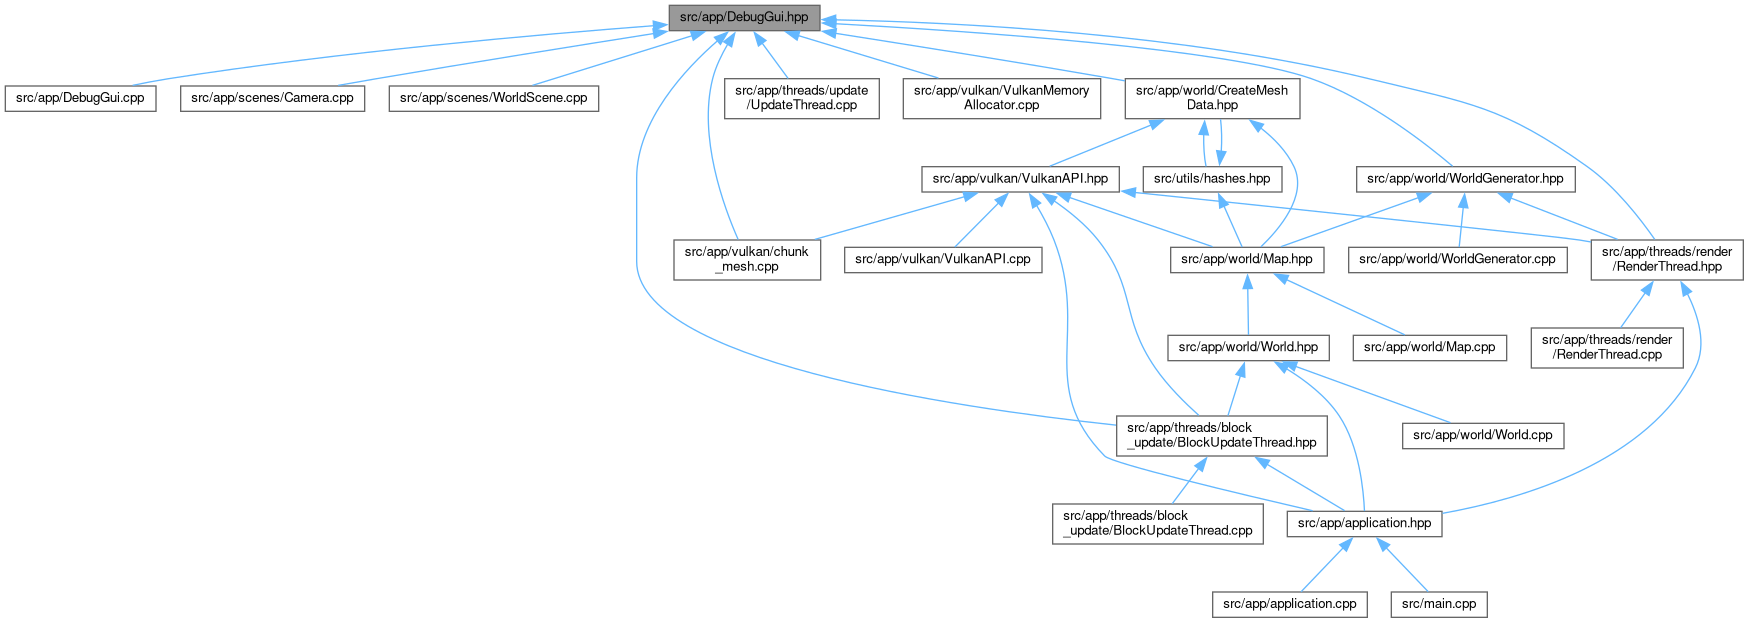 src/app/DebugGui.hpp
src/app/DebugGui.cpp
src/app/scenes/Camera.cpp
src/app/scenes/WorldScene.cpp
src/app/threads/update
/UpdateThread.cpp
src/app/vulkan/VulkanMemory
Allocator.cpp
src/app/world/CreateMesh
Data.hpp
src/app/vulkan/VulkanAPI.hpp
src/utils/hashes.hpp
src/app/world/WorldGenerator.hpp
src/app/vulkan/chunk
_mesh.cpp
src/app/vulkan/VulkanAPI.cpp
src/app/world/Map.hpp
src/app/world/WorldGenerator.cpp
src/app/threads/render
/RenderThread.hpp
src/app/world/World.hpp
src/app/world/Map.cpp
src/app/threads/render
/RenderThread.cpp
src/app/threads/block
_update/BlockUpdateThread.hpp
src/app/world/World.cpp
src/app/threads/block
_update/BlockUpdateThread.cpp
src/app/application.hpp
src/app/application.cpp
src/main.cpp